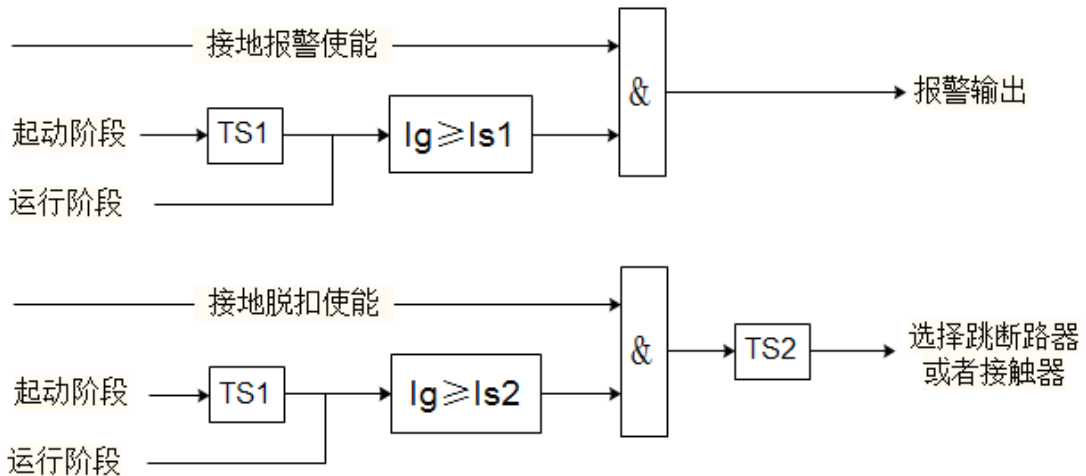 接地报警使能
&
报警输出
起动阶段
TS1
Ig≥Is1
运行阶段
接地脱扣使能
&
TS2
选择跳断路器
或者接触器
起动阶段
TS1
Ig≥Is2
运行阶段